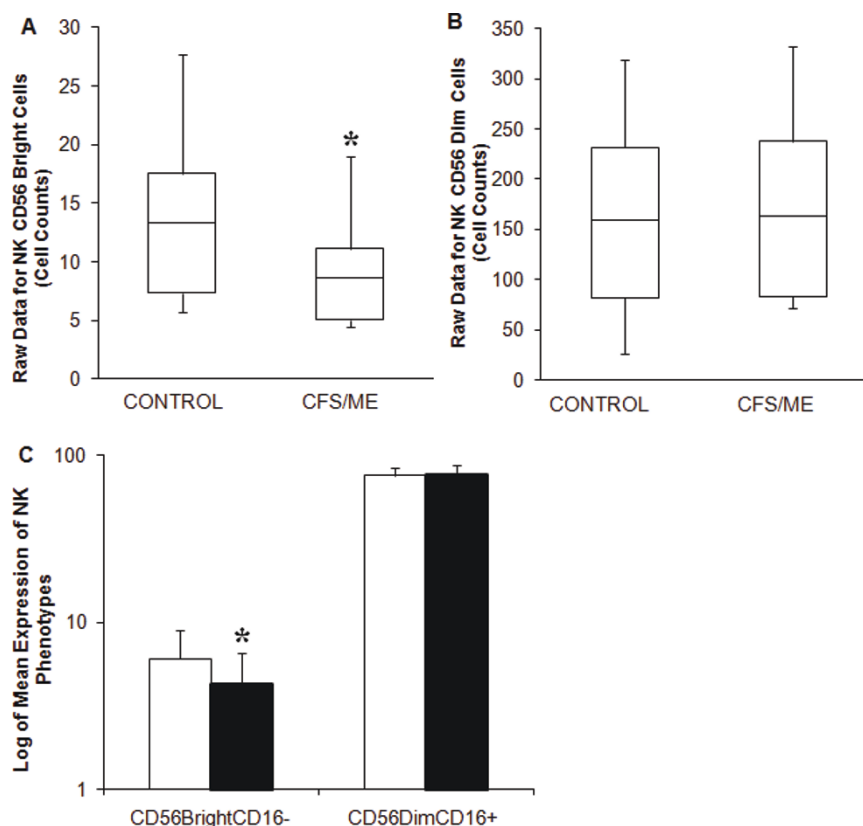 A
Raw Data for NK CD56 Bright Cells
(Cell Counts)
30
25
20
15
10
5
0
*
CONTROL
CFS/ME
B
Raw Data for NK CD56 Dim Cells
(Cell Counts)
350
300
250
200
150
100
50
0
CONTROL
CFS/ME
C
Log of Mean Expression of NK
Phenotypes
100
10
1
*
CD56BrightCD16-
CD56DimCD16+